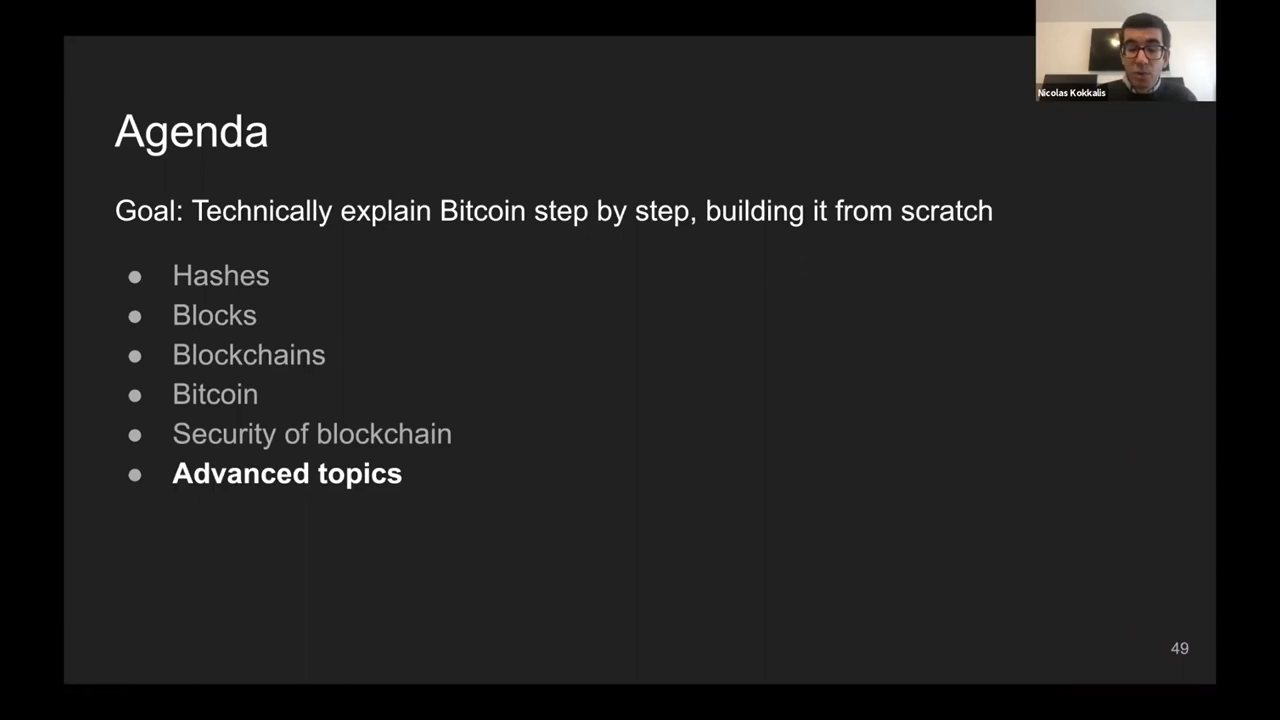 Nicolas Kokkalis
Agenda
Goal: Technically explain Bitcoin step by step, building it from scratch
● Hashes
● Blocks
● Blockchains
● Bitcoin
● Security of blockchain
● Advanced topics
49